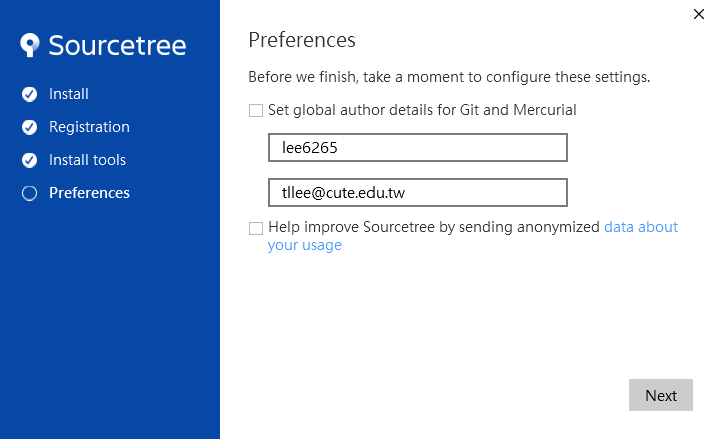 Sourcetree
Install
Registration
Install tools
Preferences
Preferences
Before we finish, take a moment to configure these settings.
Set global author details for Git and Mercurial
lee6265
tllee@cute.edu.tw
Help improve Sourcetree by sending anonymized data about
your usage
Next